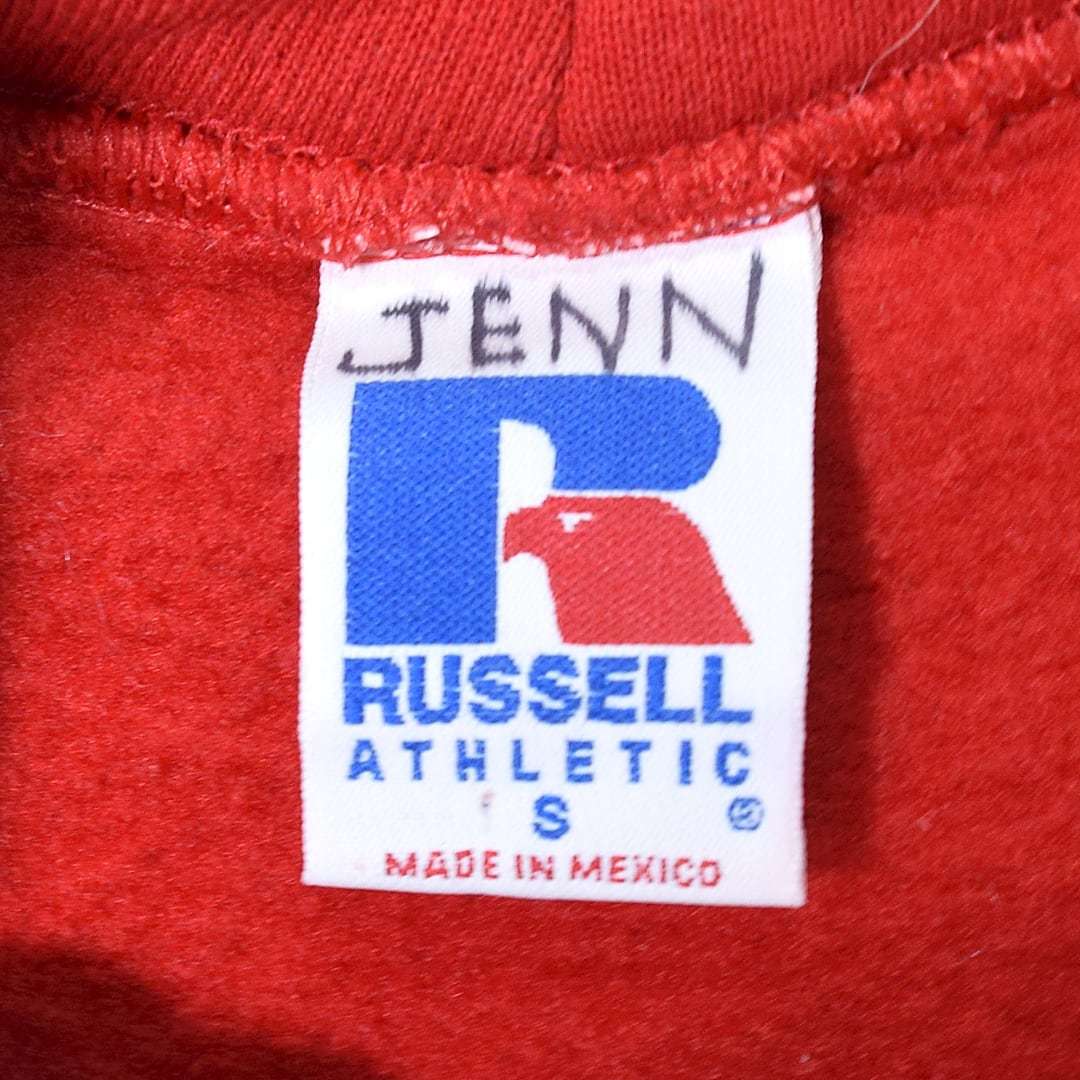 JENN
RUSSELL
ATHLETIC
S ®
MADE IN MEXICO